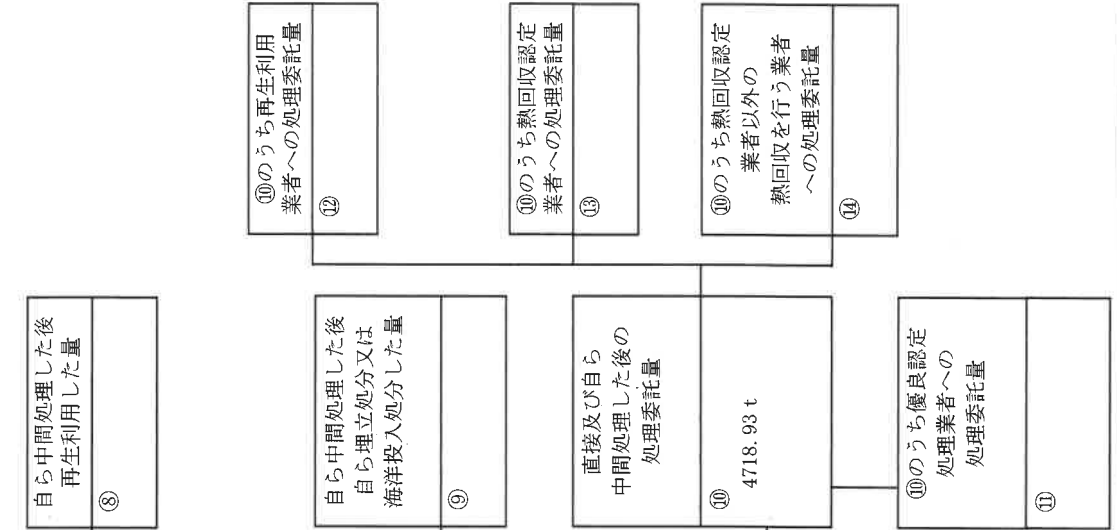 自ら中間処理した後
再生利用した量
⑧
自ら中間処理した後
自ら埋立処分又は
海洋投入処分した量
⑨
直接及び自ら
中間処理した後の
処理委託量
⑩
4718.93 t
⑩のうち優良認定
処理業者への
処理委託量
⑪
⑩のうち再生利用
業者への処理委託量
⑫
⑩のうち熱回収認定
業者への処理委託量
⑬
⑩のうち熱回収認定
業者以外の
熱回収を行う業者
への処理委託量
⑭